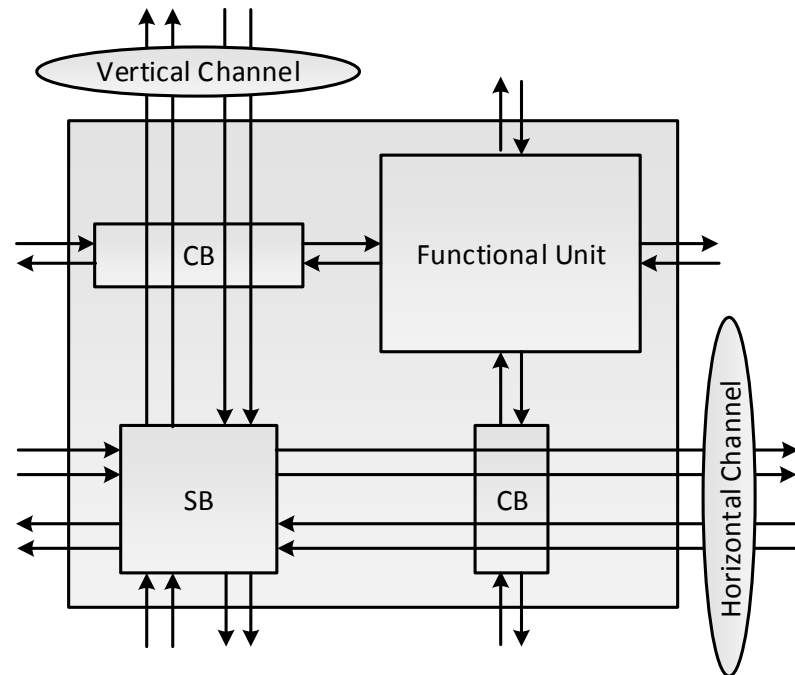 Vertical Channel
CB
Functional Unit
SB
CB
Horizontal Channel